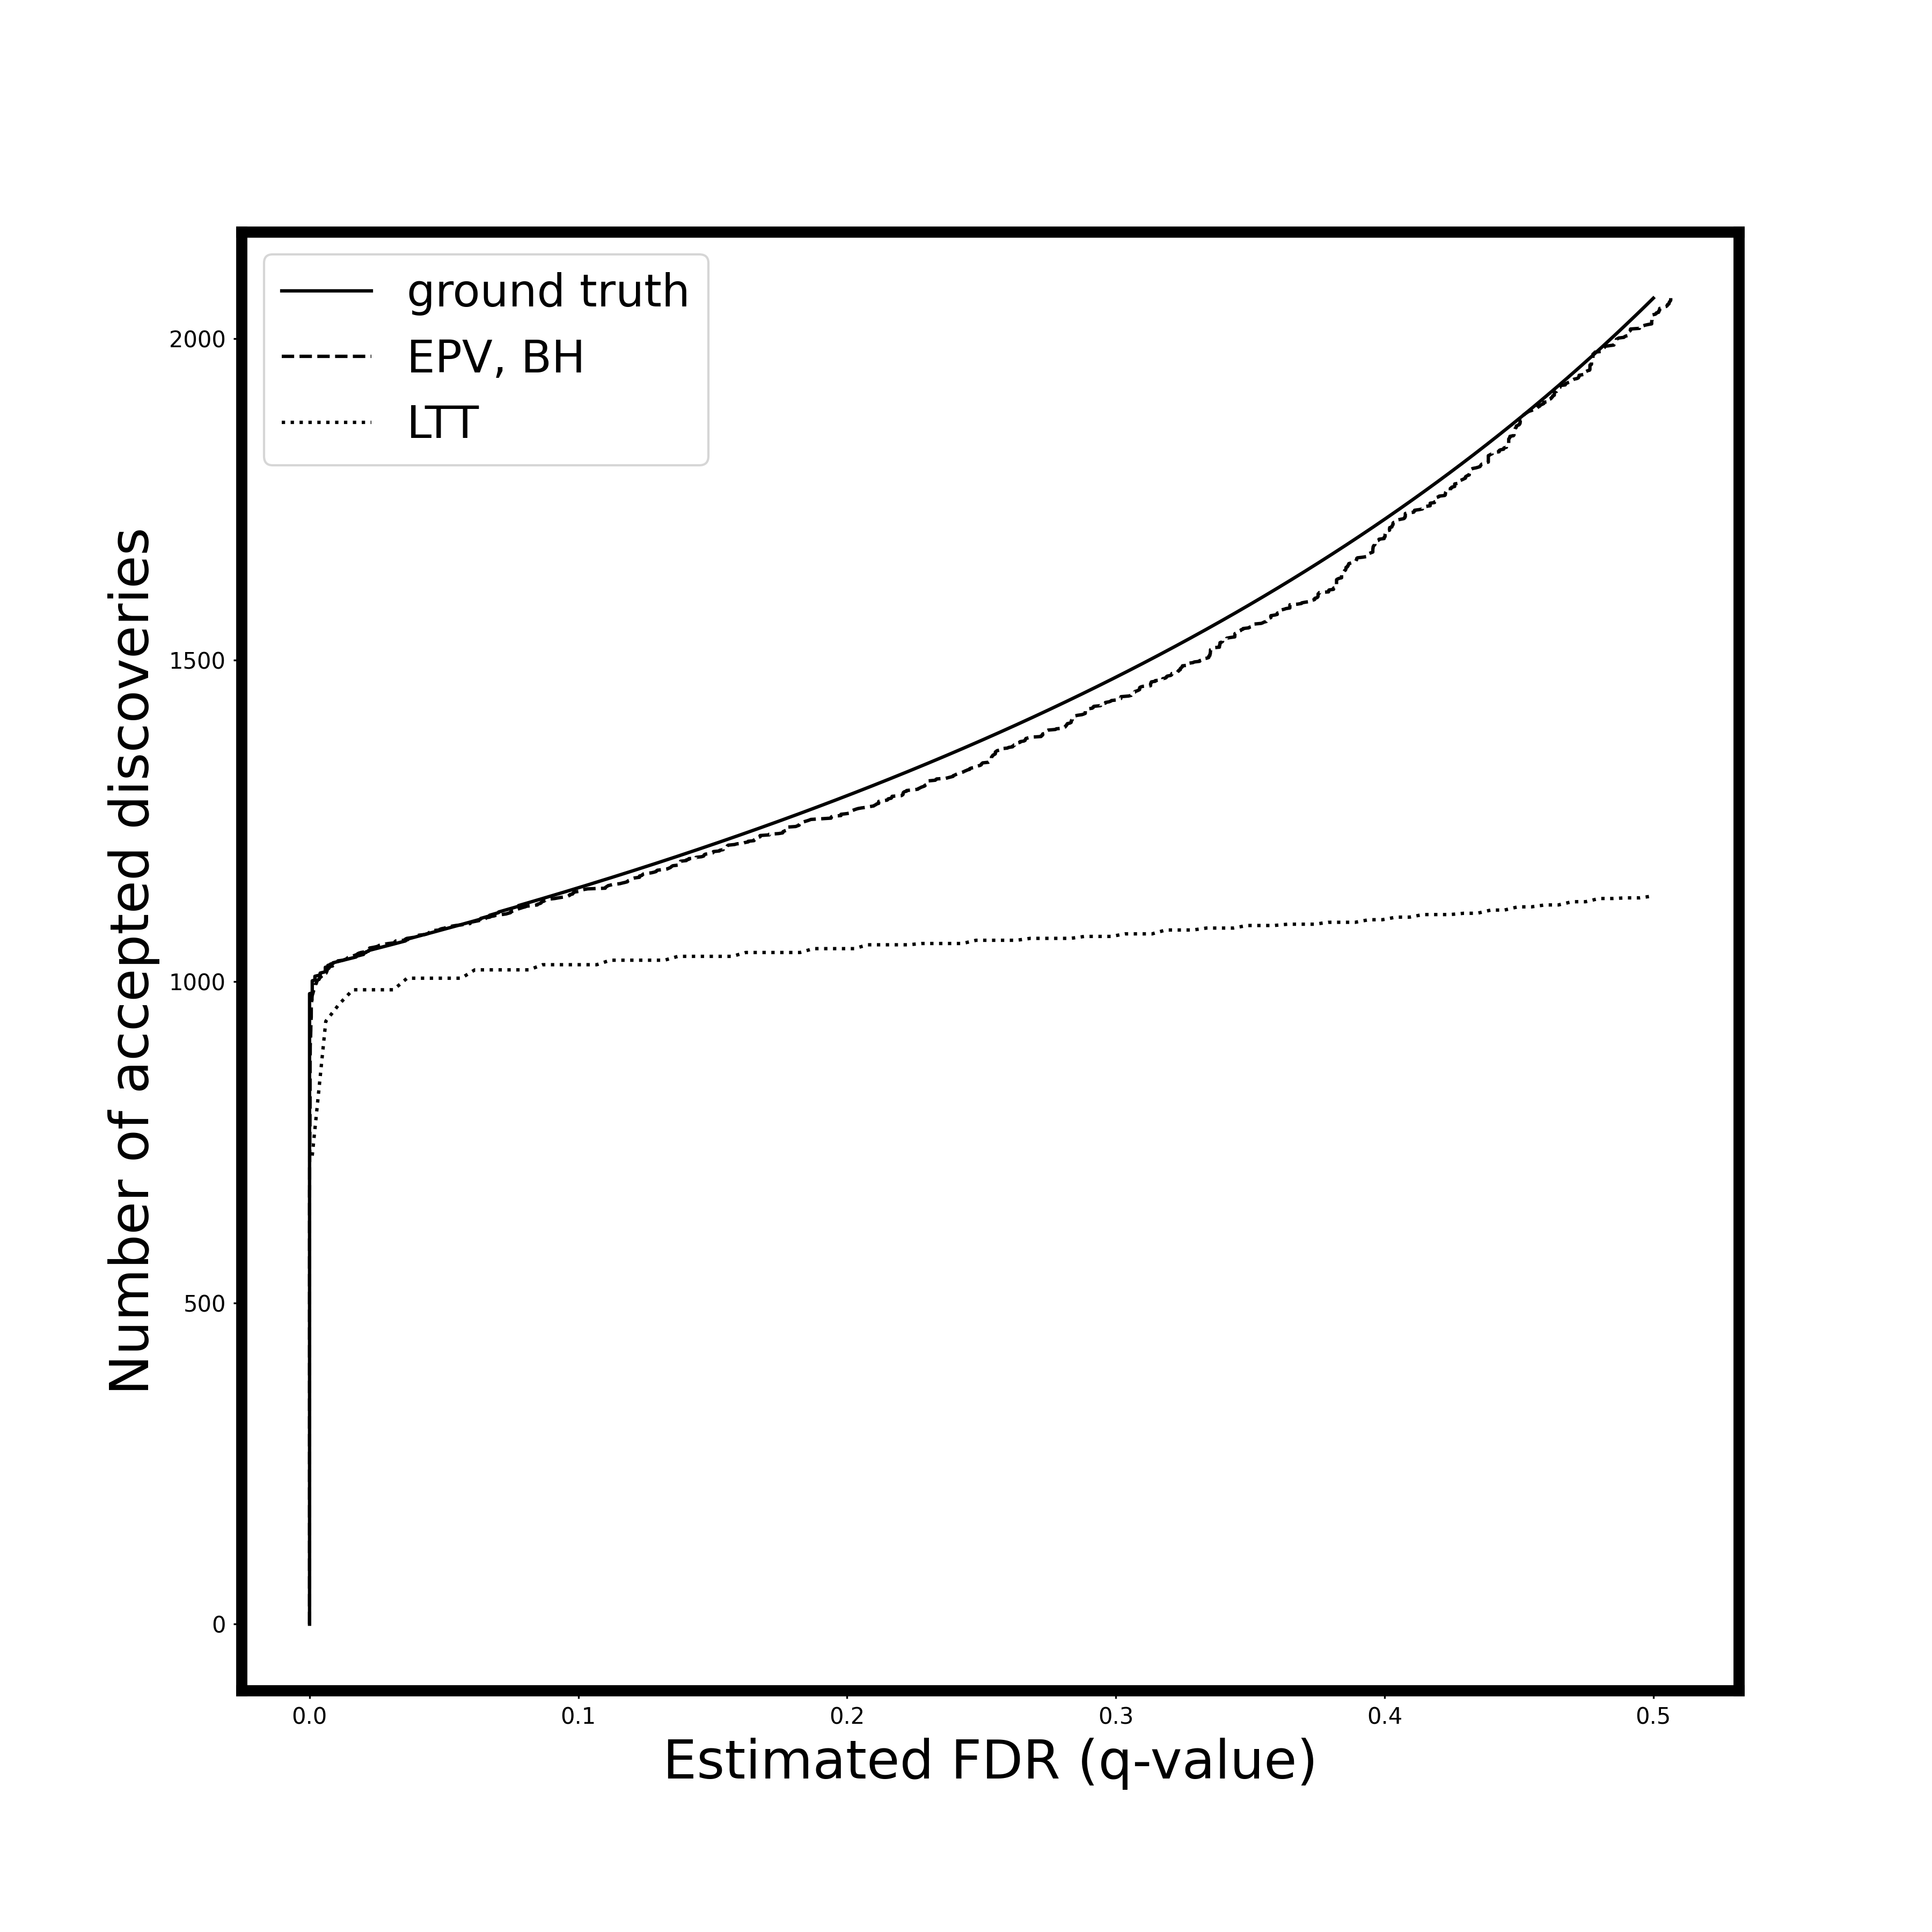 ground truth
EPV, BH
LTT
Number of accepted discoveries
2000
1500
1000
500
0
0.0 0.1 0.2 0.3 0.4 0.5
Estimated FDR (q-value)